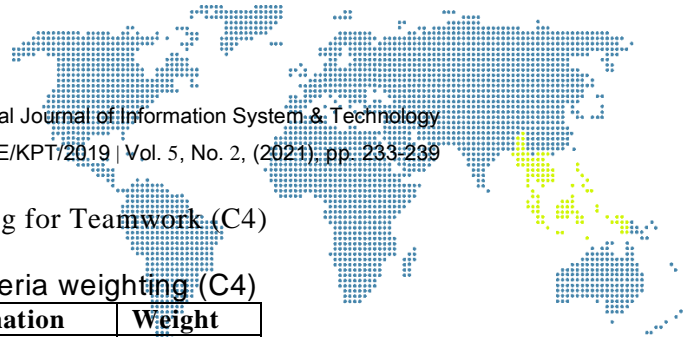 al Journal of Information System & Technology
E/KPT/2019 | Vol. 5, No. 2, (2021), pp. 233-239
g for Teamwork (C4)
eria weighting (C4)
nation Weight